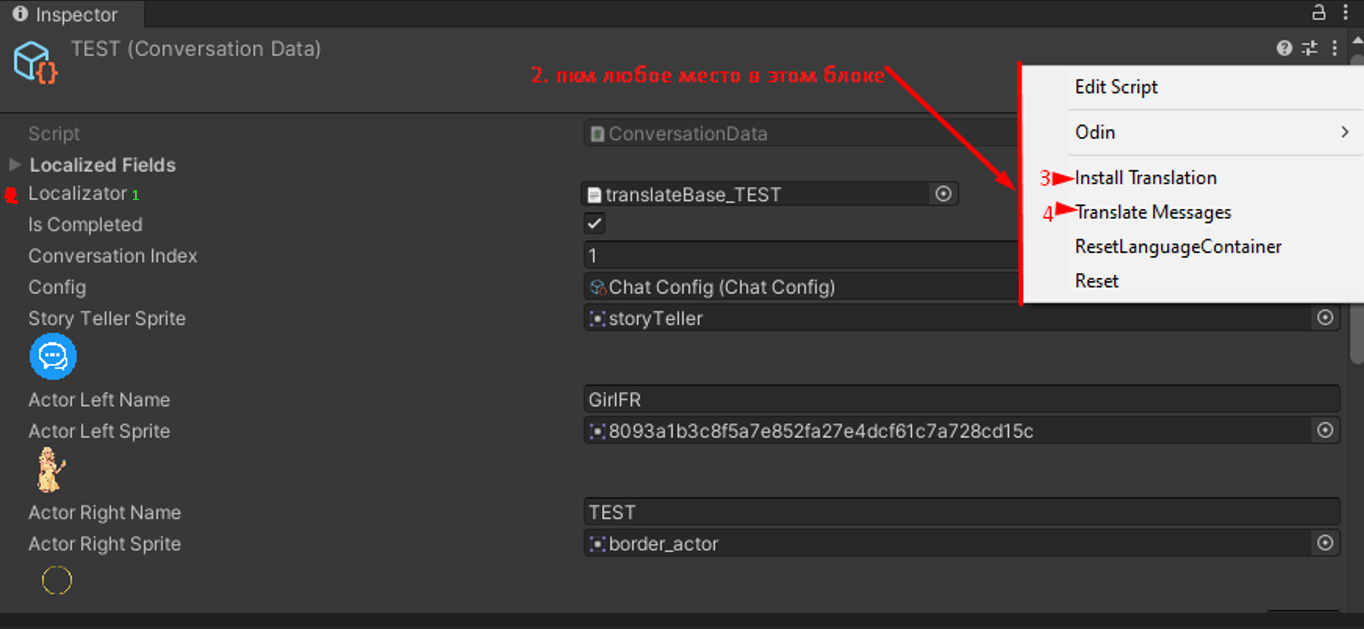 Inspector
TEST (Conversation Data)
2. пкм любое место в этом блоке
Edit Script
Odin
Script
ConversationData
Localized Fields
3 Install Translation
Localizator 1
translateBase_TEST
4 Translate Messages
Is Completed
ResetLanguageContainer
Conversation Index
1
Reset
Config
Chat Config (Chat Config)
Story Teller Sprite
storyTeller
Actor Left Name
GirlFR
Actor Left Sprite
8093a1b3c8f5a7e852fa27e4dcf61c7a728cd15c
Actor Right Name
TEST
Actor Right Sprite
border_actor